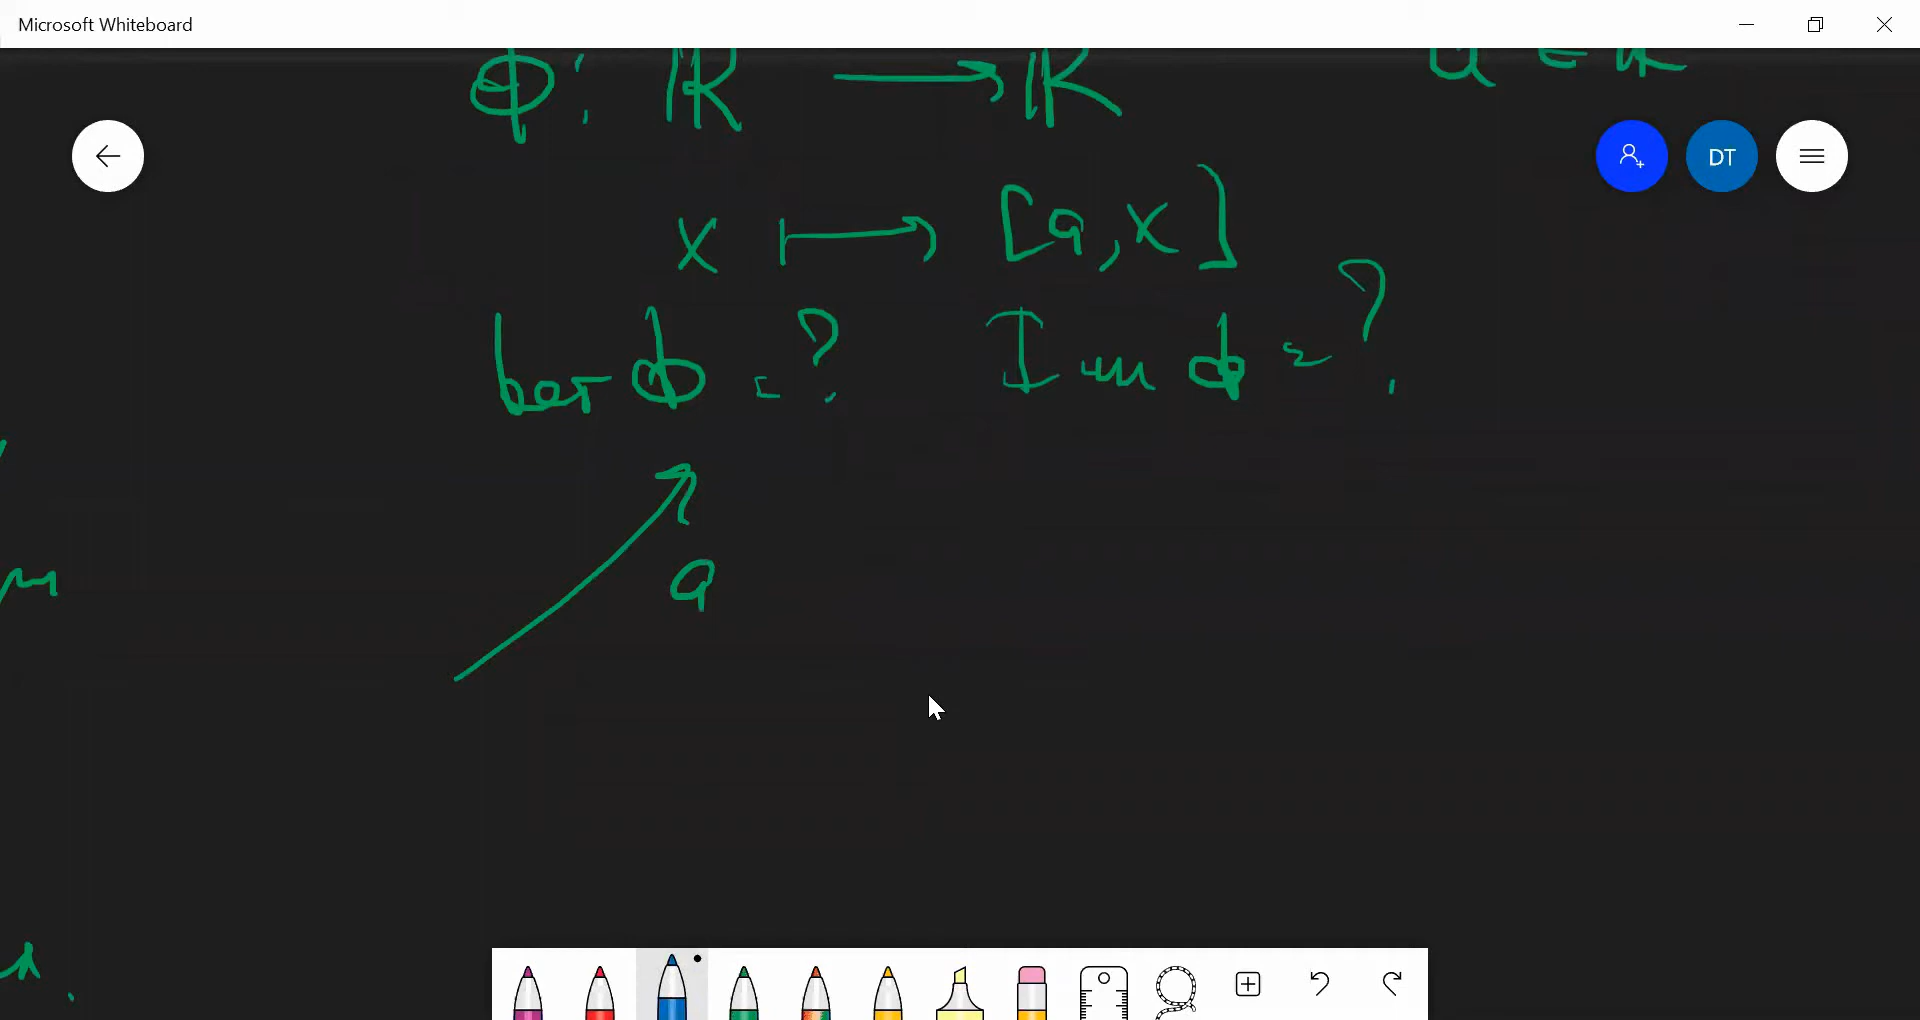 Microsoft Whiteboard
ϕ: ℝ ⟶ ℝ
DT
x ⟼ [a, x]
ker ϕ = ? Im ϕ = ?
a